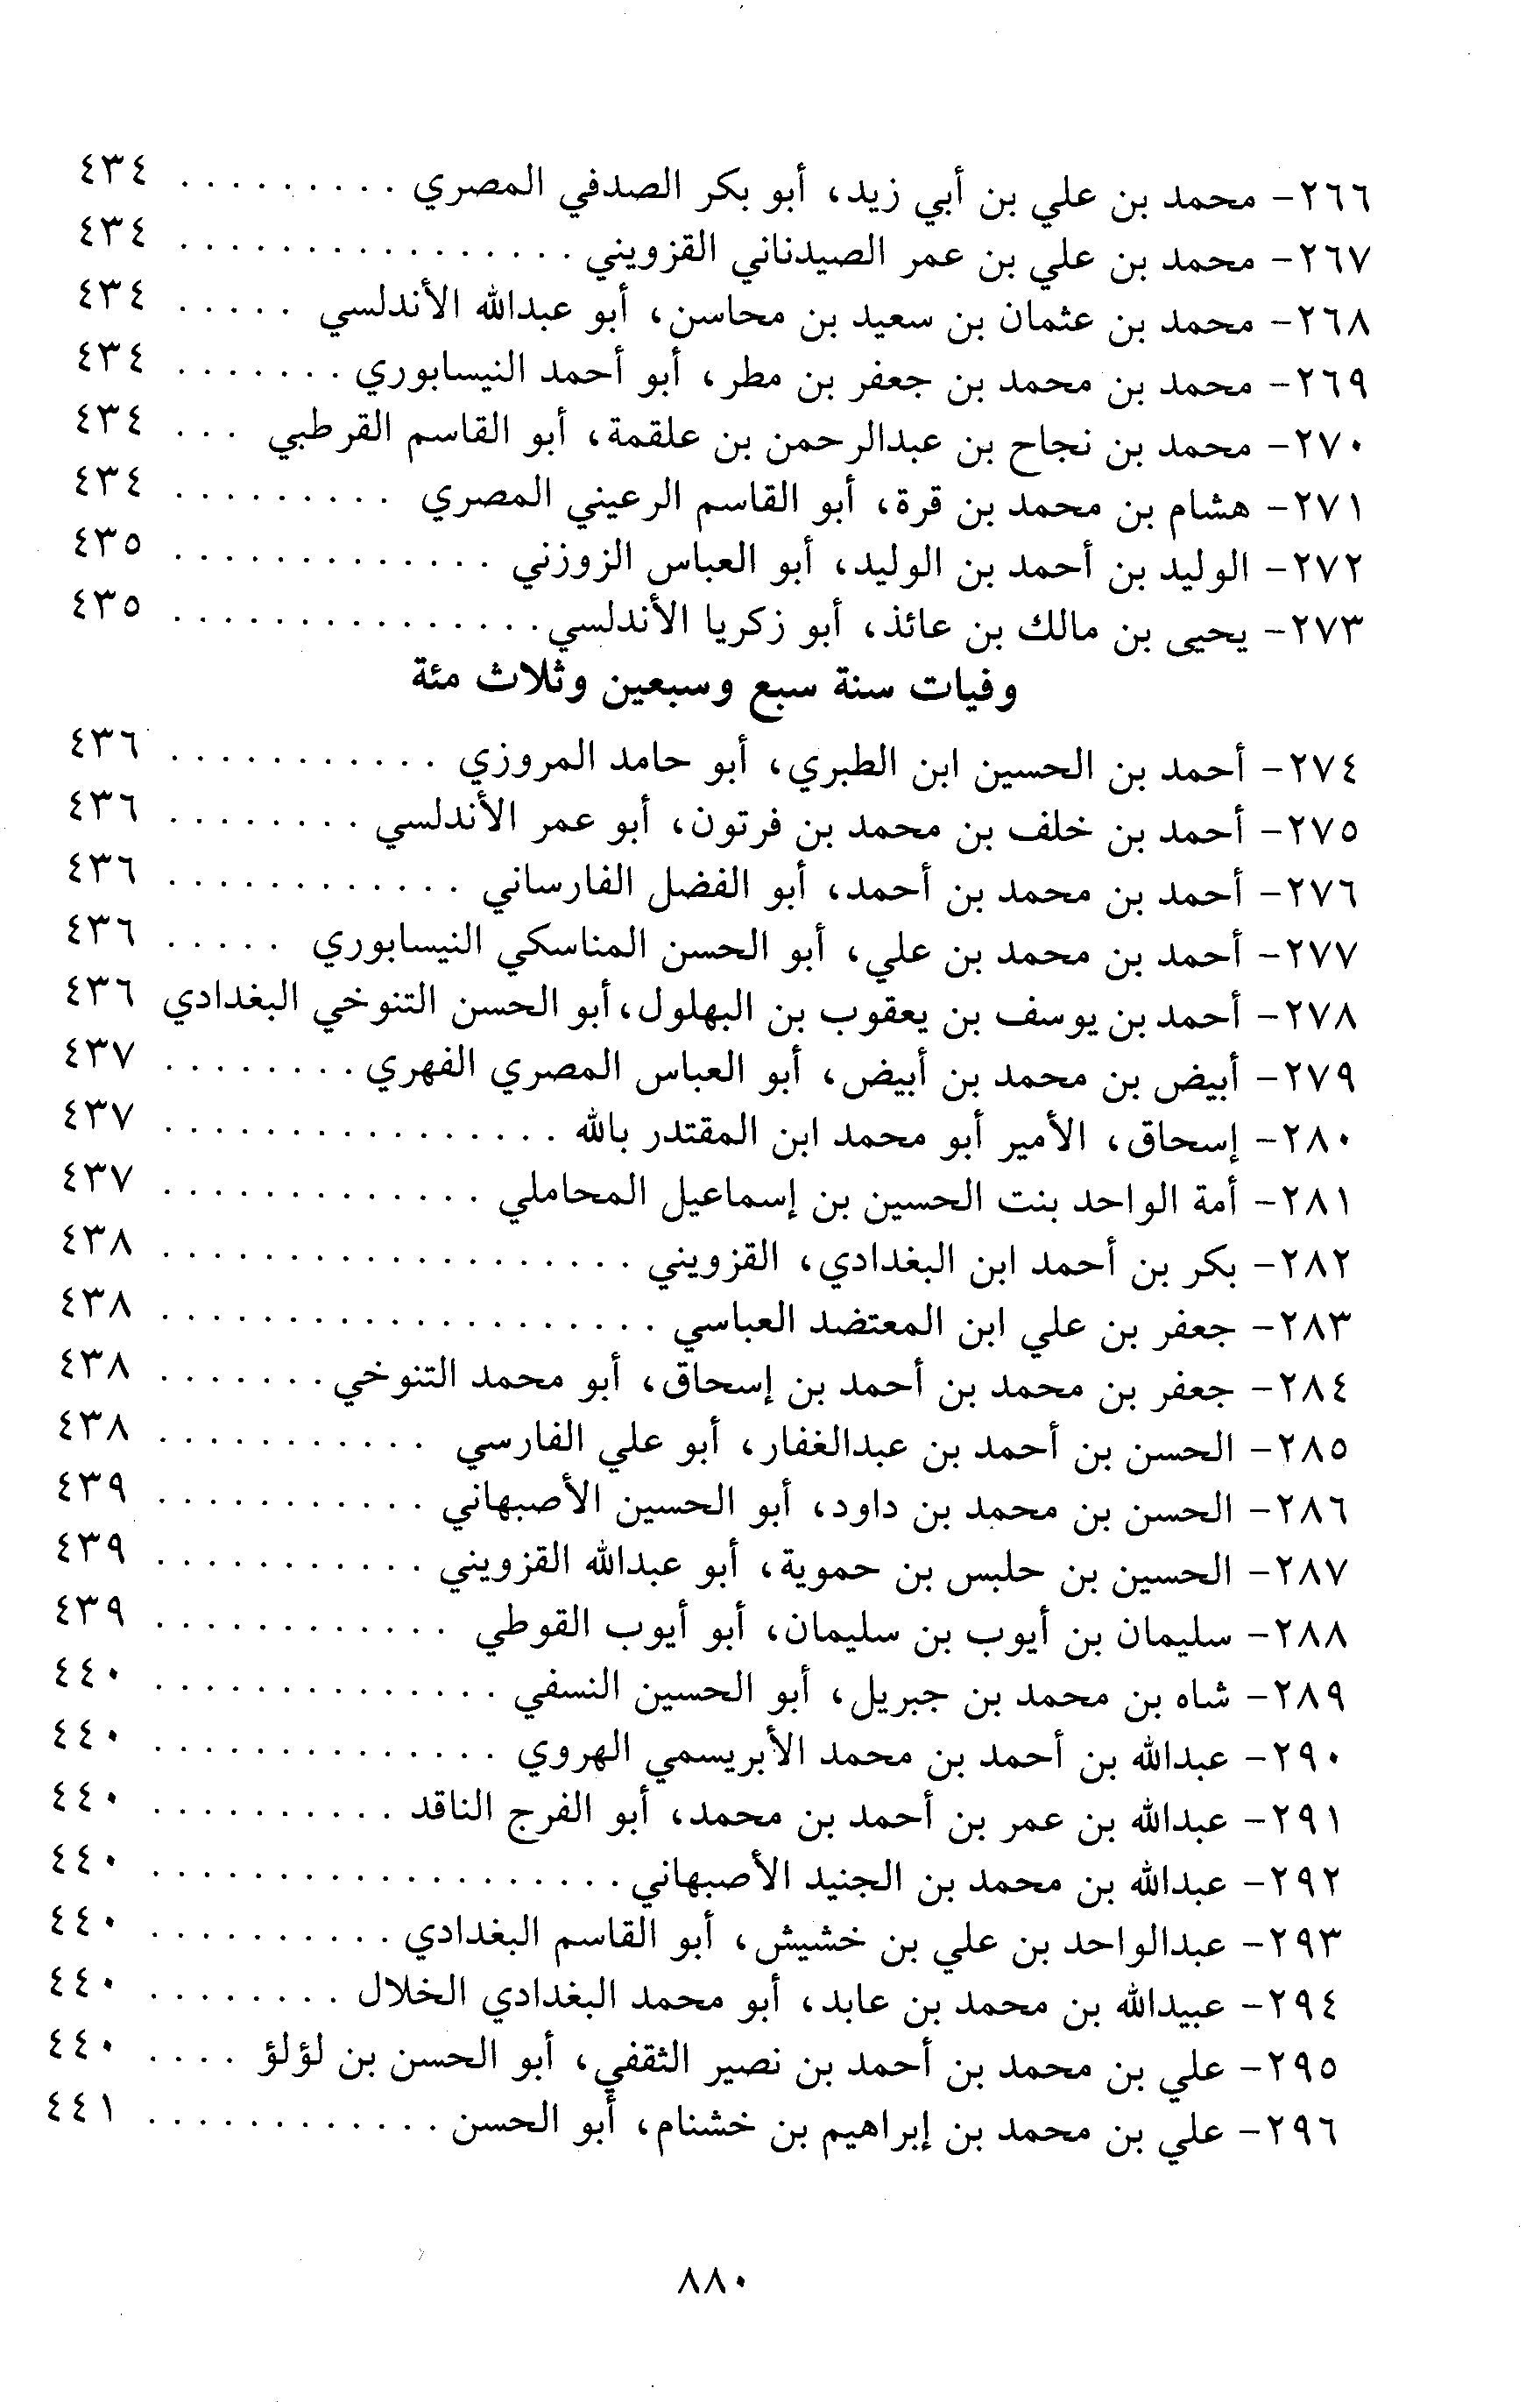 ٢٦٦- محمد بن علي بن أبي زيد، أبو بكر الصدفي المصري . . . . . . . . . ٤٣٤
٢٦٧- محمد بن علي بن عمر الصيدناني القزويني . . . . . . . . . . . . . . . . ٤٣٤
٢٦٨- محمد بن عثمان بن سعيد بن محاسن، أبو عبدالله الأندلسي . . . . . ٤٣٤
٢٦٩- محمد بن محمد بن جعفر بن مطر، أبو أحمد النيسابوري . . . . . . . ٤٣٤
٢٧٠- محمد بن نجاح بن عبدالرحمن بن علقمة، أبو القاسم القرطبي . . . ٤٣٤
٢٧١- هشام بن محمد بن قرة، أبو القاسم الرعيني المصري . . . . . . . . . ٤٣٤
٢٧٢- الوليد بن أحمد بن الوليد، أبو العباس الزوزني . . . . . . . . . . . . . ٤٣٥
٢٧٣- يحيى بن مالك بن عائذ، أبو زكريا الأندلسي . . . . . . . . . . . . . . . ٤٣٥
وفيات سنة سبع وسبعين وثلاث مئة
٢٧٤- أحمد بن الحسين ابن الطبري، أبو حامد المروزي . . . . . . . . . . . ٤٣٦
٢٧٥- أحمد بن خلف بن محمد بن فرتون، أبو عمر الأندلسي . . . . . . . . ٤٣٦
٢٧٦- أحمد بن محمد بن أحمد، أبو الفضل الفارساني . . . . . . . . . . . . ٤٣٦
٢٧٧- أحمد بن محمد بن علي، أبو الحسن المناسكي النيسابوري . . . . . ٤٣٦
٢٧٨- أحمد بن يوسف بن يعقوب بن البهلول، أبو الحسن التنوخي البغدادي ٤٣٦
٢٧٩- أبيض بن محمد بن أبيض، أبو العباس المصري الفهري . . . . . . . . ٤٣٧
٢٨٠- إسحاق، الأمير أبو محمد ابن المقتدر بالله . . . . . . . . . . . . . . . . ٤٣٧
٢٨١- أمة الواحد بنت الحسين بن إسماعيل المحاملي . . . . . . . . . . . . . ٤٣٧
٢٨٢- بكر بن أحمد ابن البغدادي، القزويني . . . . . . . . . . . . . . . . . . . ٤٣٨
٢٨٣- جعفر بن علي ابن المعتضد العباسي . . . . . . . . . . . . . . . . . . . . ٤٣٨
٢٨٤- جعفر بن محمد بن أحمد بن إسحاق، أبو محمد التنوخي . . . . . . . ٤٣٨
٢٨٥- الحسن بن أحمد بن عبدالغفار، أبو علي الفارسي . . . . . . . . . . . ٤٣٨
٢٨٦- الحسن بن محمد بن داود، أبو الحسين الأصبهاني . . . . . . . . . . . ٤٣٩
٢٨٧- الحسين بن حلبس بن حموية، أبو عبدالله القزويني . . . . . . . . . . . ٤٣٩
٢٨٨- سليمان بن أيوب بن سليمان، أبو أيوب القوطي . . . . . . . . . . . . ٤٣٩
٢٨٩- شاه بن محمد بن جبريل، أبو الحسين النسفي . . . . . . . . . . . . . . ٤٤٠
٢٩٠- عبدالله بن أحمد بن محمد الأبريسمي الهروي . . . . . . . . . . . . . . ٤٤٠
٢٩١- عبدالله بن عمر بن أحمد بن محمد، أبو الفرج الناقد . . . . . . . . . . ٤٤٠
٢٩٢- عبدالله بن محمد بن الجنيد الأصبهاني . . . . . . . . . . . . . . . . . . . ٤٤٠
٢٩٣- عبدالواحد بن علي بن خشيش، أبو القاسم البغدادي . . . . . . . . . . ٤٤٠
٢٩٤- عبيدالله بن محمد بن عابد، أبو محمد البغدادي الخلال . . . . . . . . ٤٤٠
٢٩٥- علي بن محمد بن أحمد بن نصير الثقفي، أبو الحسن بن لؤلؤ . . . . ٤٤٠
٢٩٦- علي بن محمد بن إبراهيم بن خشنام، أبو الحسن . . . . . . . . . . . . ٤٤١
٨٨٠